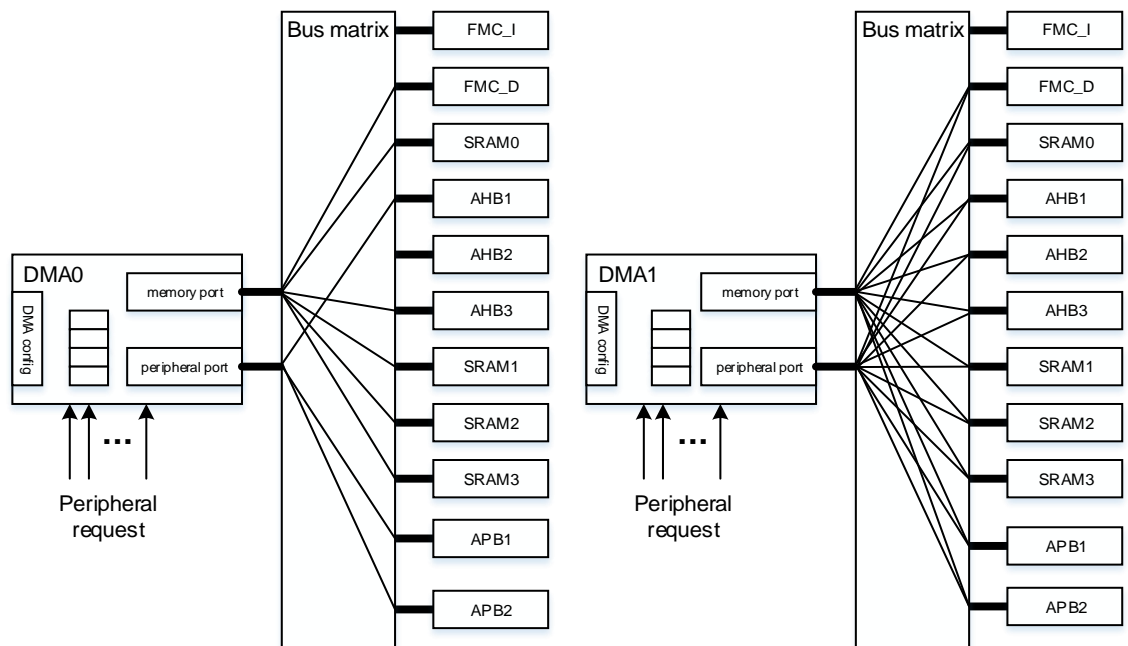 Bus matrix
FMC_I
FMC_D
SRAM0
AHB1
AHB2
AHB3
SRAM1
SRAM2
SRAM3
APB1
APB2
DMA0
DMA config
memory port
peripheral port
...
Peripheral
request
Bus matrix
FMC_I
FMC_D
SRAM0
AHB1
AHB2
AHB3
SRAM1
SRAM2
SRAM3
APB1
APB2
DMA1
DMA config
memory port
peripheral port
...
Peripheral
request